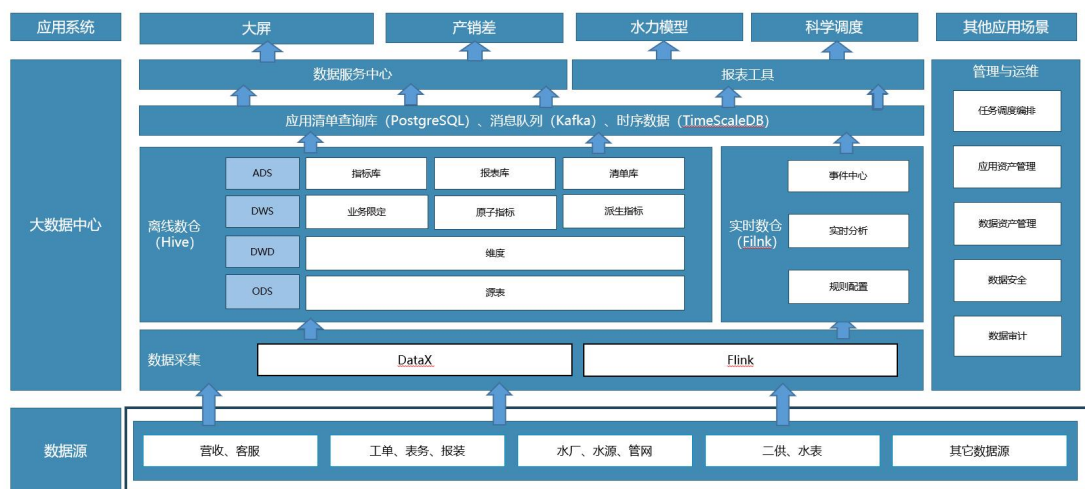 应用系统
大屏
产销差
水力模型
科学调度
其他应用场景
大数据中心
数据服务中心
报表工具
应用清单查询库（PostgreSQL）、消息队列（Kafka）、时序数据（TimeScaleDB）
离线数仓
（Hive）
ADS
指标库
报表库
清单库
DWS
业务限定
原子指标
派生指标
DWD
维度
ODS
源表
实时数仓
（Filnk）
事件中心
实时分析
规则配置
数据采集
DataX
Flink
管理与运维
任务调度编排
应用资产管理
数据资产管理
数据安全
数据审计
数据源
营收、客服
工单、表务、报装
水厂、水源、管网
二供、水表
其它数据源